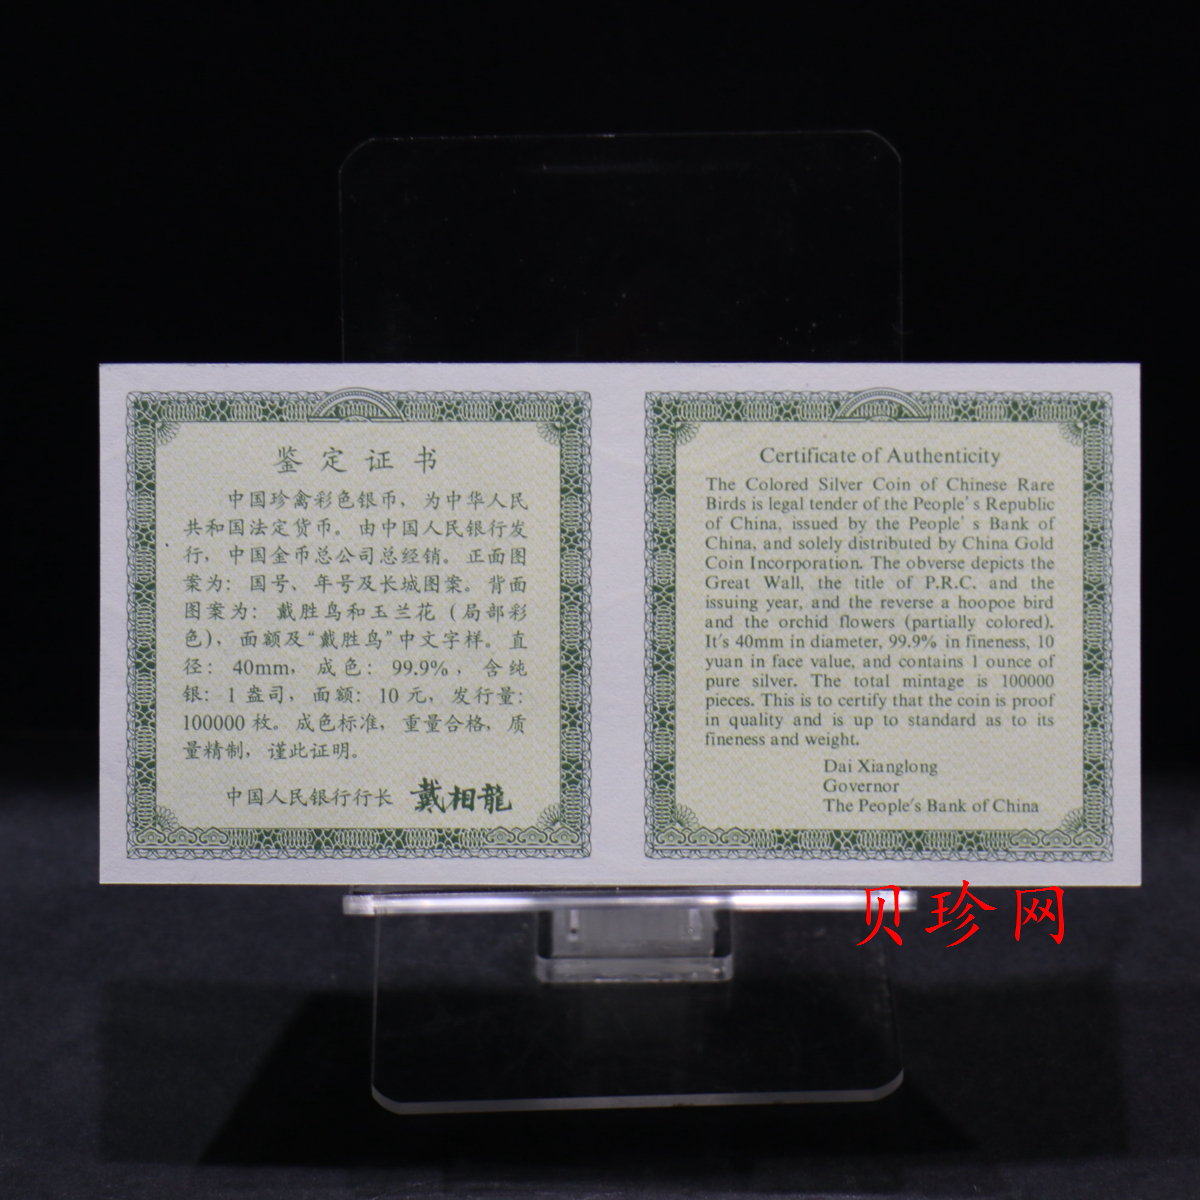 鉴定证书
中国珍禽彩色银币，为中华人民
共和国法定货币。由中国人民银行发
行，中国金币总公司总经销。正面图
案为：国号、年号及长城图案。背面
图案为：戴胜鸟和玉兰花（局部彩
色），面额及“戴胜鸟”中文字样。直
径：40mm，成色：99.9%，含纯
银：1盎司，面额：10元，发行量：
100000枚。成色标准，重量合格，质
量精制，谨此证明。
中国人民银行行长 戴相龍
Certificate of Authenticity
The Colored Silver Coin of Chinese Rare
Birds is legal tender of the People's Republic
of China, issued by the People's Bank of
China, and solely distributed by China Gold
Coin Incorporation. The obverse depicts the
Great Wall, the title of P.R.C. and the
issuing year, and the reverse a hoopoe bird
and the orchid flowers (partially colored).
It's 40mm in diameter, 99.9% in fineness, 10
yuan in face value, and contains 1 ounce of
pure silver. The total mintage is 100000
pieces. This is to certify that the coin is proof
in quality and is up to standard as to its
fineness and weight.
Dai Xianglong
Governor
The People's Bank of China
贝珍网